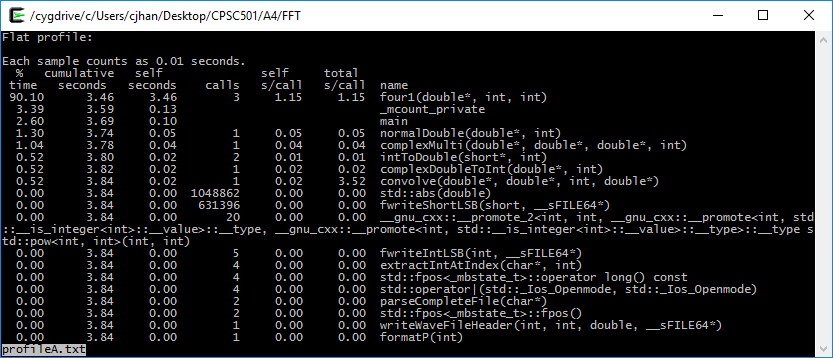 /cygdrive/c/Users/cjhan/Desktop/CPSC501/A4/FFT
Flat profile:
Each sample counts as 0.01 seconds.
% cumulative self self total
time seconds seconds calls s/call s/call name
90.10 3.46 3.46 3 1.15 1.15 four1(double*, int, int)
3.39 3.59 0.13 _mcount_private
2.60 3.69 0.10 main
1.30 3.74 0.05 1 0.05 0.05 normalDouble(double*, int)
1.04 3.78 0.04 1 0.04 0.04 complexMulti(double*, double*, double*, int)
0.52 3.80 0.02 2 0.01 0.01 intToDouble(short*, int)
0.52 3.82 0.02 1 0.02 0.02 complexDoubleToInt(double*, int)
0.52 3.84 0.02 1 0.02 3.52 convolve(double*, double*, int, double*)
0.00 3.84 0.00 1048862 0.00 0.00 std::abs(double)
0.00 3.84 0.00 631396 0.00 0.00 fwriteShortLSB(short, __sFILE64*)
0.00 3.84 0.00 20 0.00 0.00 __gnu_cxx::__promote_2<int, int, __gnu_cxx::__promote<int, std
::__is_integer<int>::__value>::__type, __gnu_cxx::__promote<int, std::__is_integer<int>::__value>::__type>::__type s
td::pow<int, int>(int, int)
0.00 3.84 0.00 5 0.00 0.00 fwriteIntLSB(int, __sFILE64*)
0.00 3.84 0.00 4 0.00 0.00 extractIntAtIndex(char*, int)
0.00 3.84 0.00 4 0.00 0.00 std::fpos<_mbstate_t>::operator long() const
0.00 3.84 0.00 4 0.00 0.00 std::operator|(std::_Ios_Openmode, std::_Ios_Openmode)
0.00 3.84 0.00 2 0.00 0.00 parseCompleteFile(char*)
0.00 3.84 0.00 2 0.00 0.00 std::fpos<_mbstate_t>::fpos()
0.00 3.84 0.00 1 0.00 0.00 writeWaveFileHeader(int, int, double, __sFILE64*)
0.00 3.84 0.00 1 0.00 0.00 formatP(int)
profileA.txt